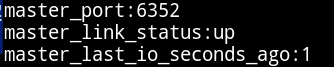 master_port:6352
master_link_status:up
master_last_io_seconds_ago:1